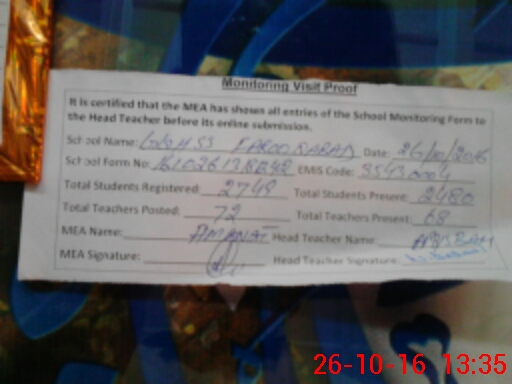 Monitoring Visit Proof
It is certified that the MEA has shown all entries of the School Monitoring Form to
the Head Teacher before its online submission.
School Name: GGHSS FAROOKABAD Date: 26/10/2016
School Form No: EMIS Code: 35430004
Total Students Registered: 2749 Total Students Present: 2480
Total Teachers Posted: 72 Total Teachers Present: 68
MEA Name: AMANAT Head Teacher Name:
MEA Signature: Head Teacher Signature:
26-10-16 13:35